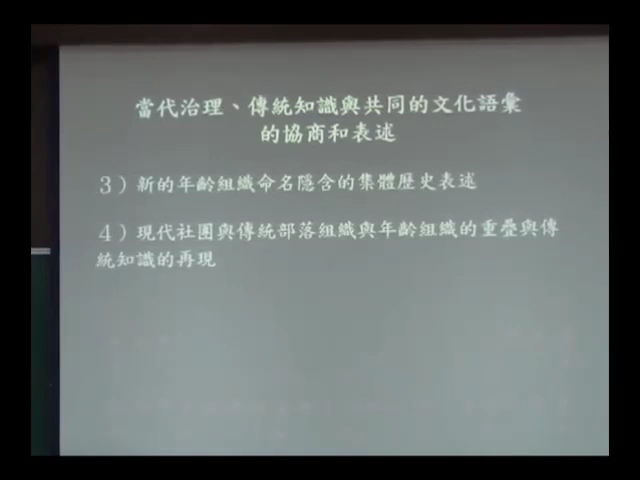 當代治理、傳統知識與共同的文化語彙
的協商和表述
3）新的年齡組織命名隱含的集體歷史表述
4）現代社團與傳統部落組織與年齡組織的重疊與傳
統知識的再現